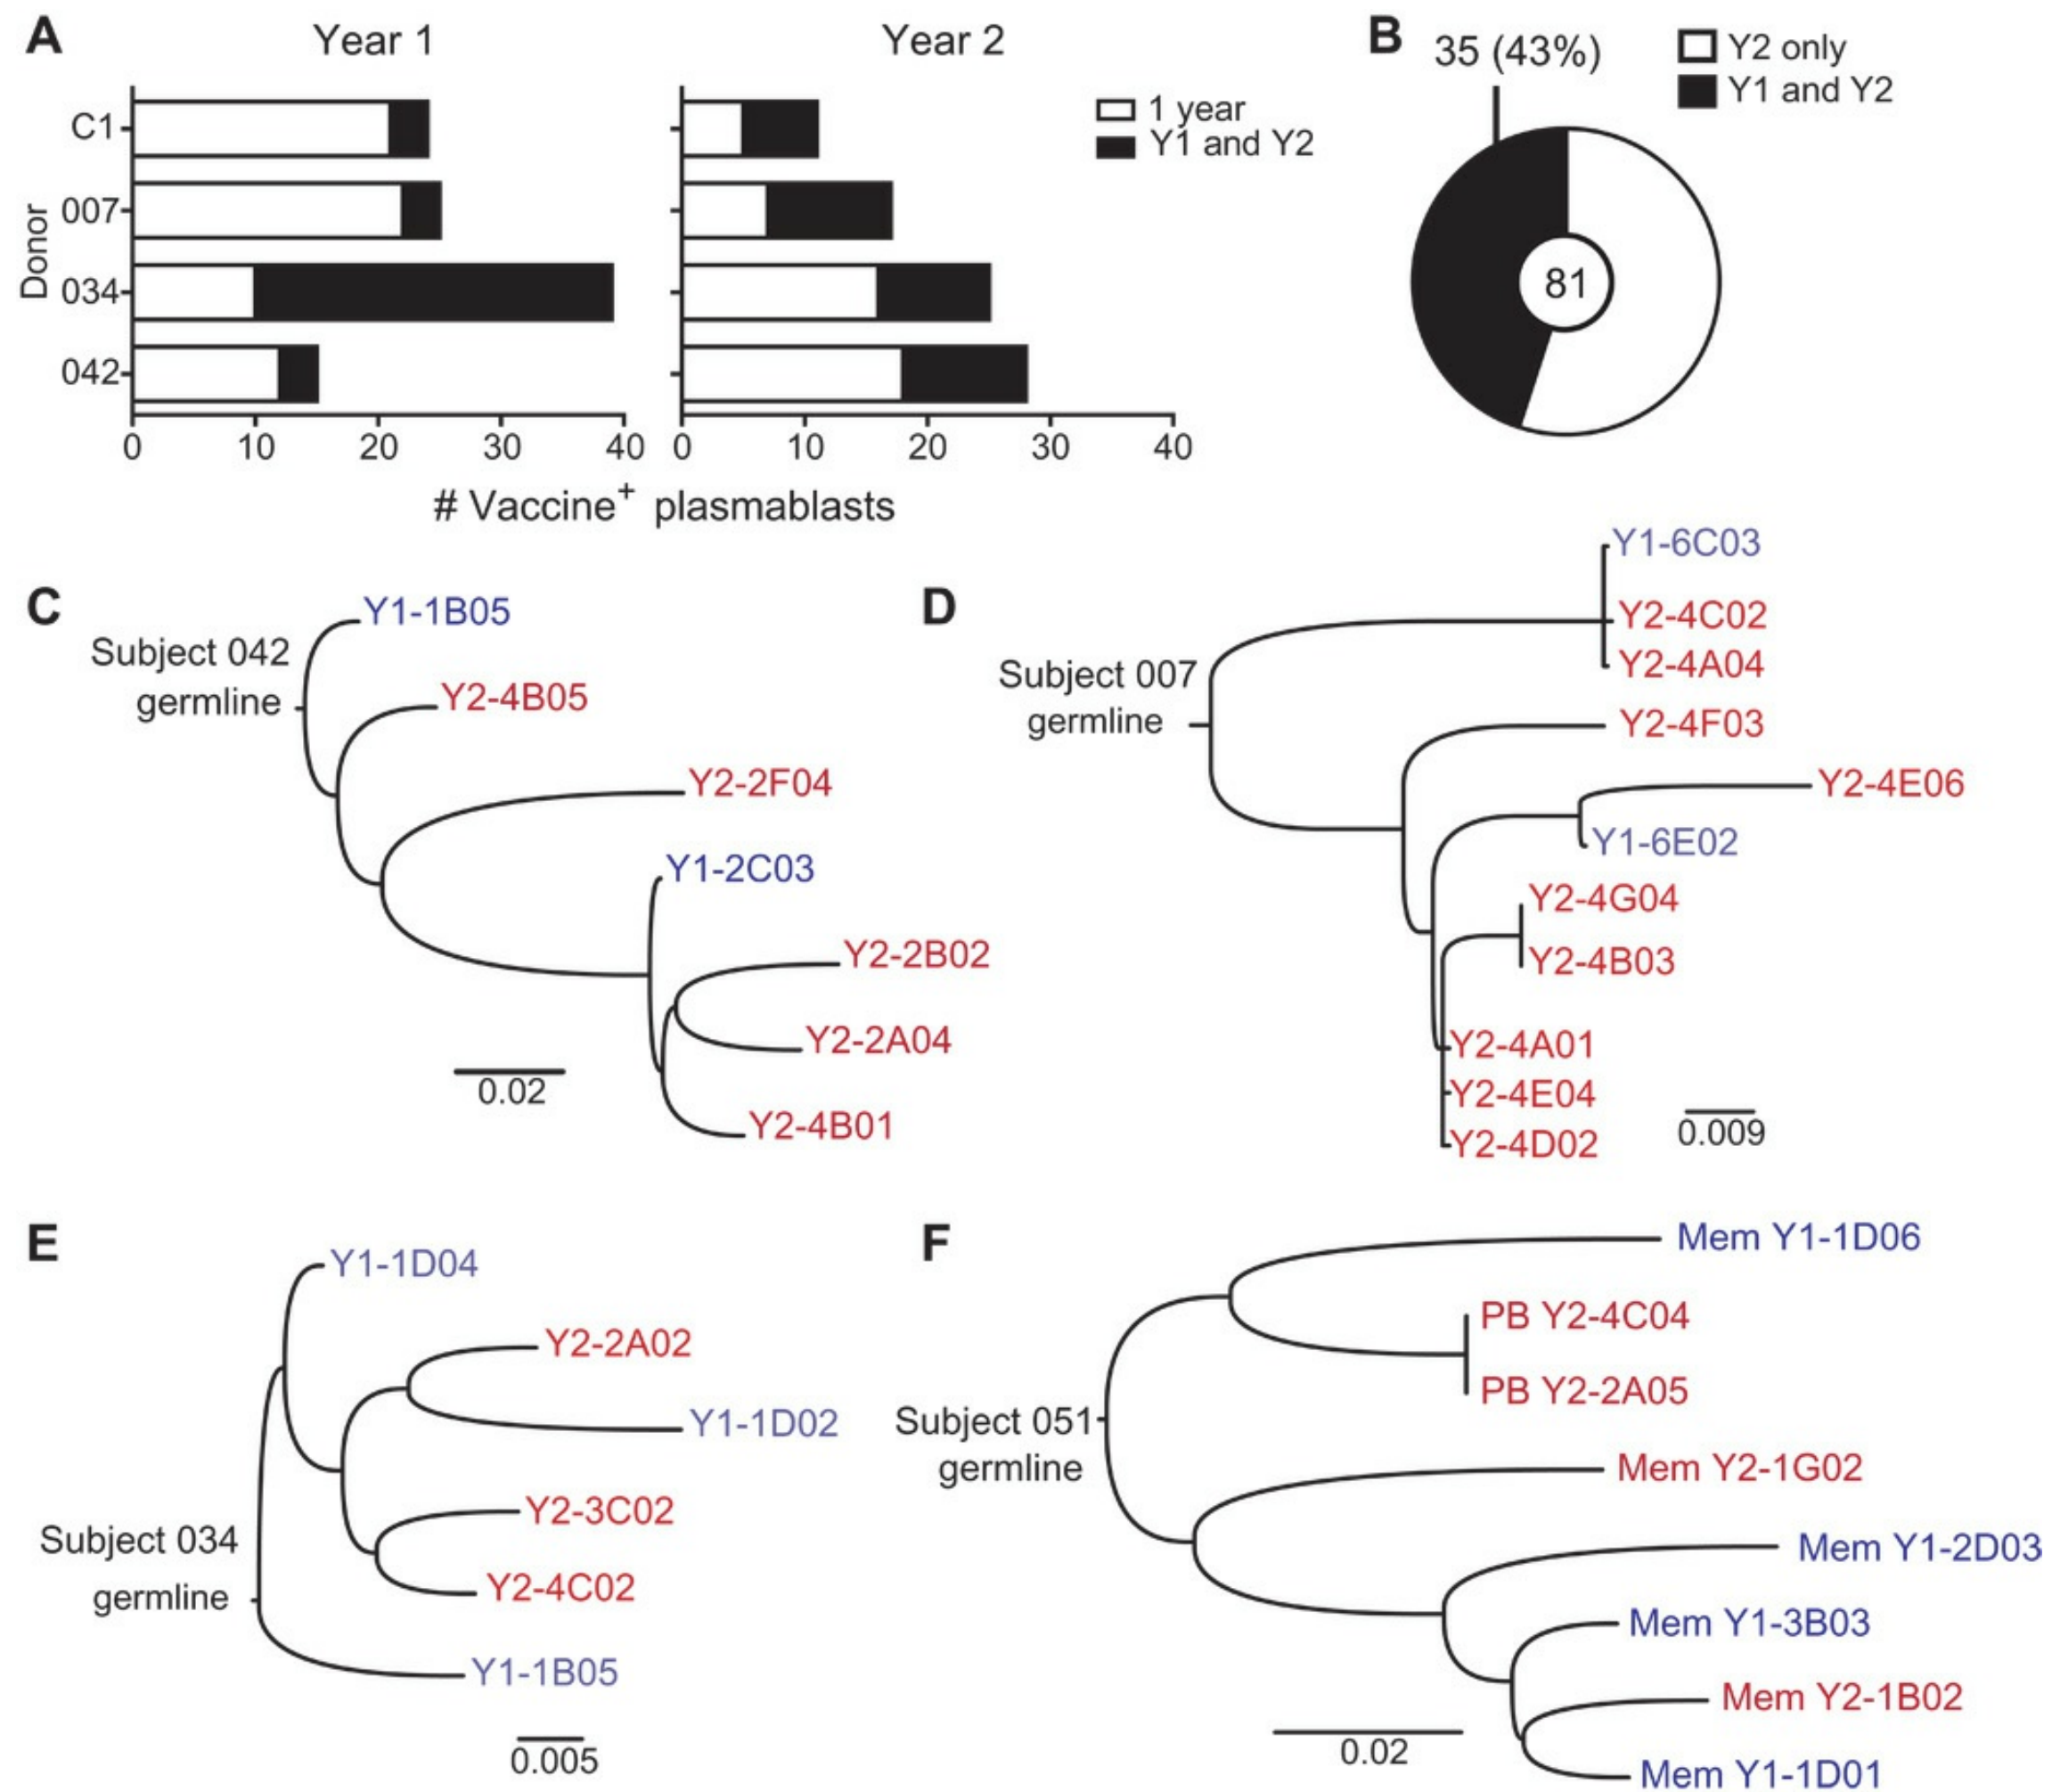 A
Year 1
Year 2
1 year
Y1 and Y2
Donor
C1
007
034
042
0 10 20 30 40
0 10 20 30 40
# Vaccine+ plasmablasts
B
35 (43%)
Y2 only
Y1 and Y2
81
C
Subject 042
germline
Y1-1B05
Y2-4B05
Y2-2F04
Y1-2C03
Y2-2B02
Y2-2A04
Y2-4B01
0.02
D
Subject 007
germline
Y1-6C03
Y2-4C02
Y2-4A04
Y2-4F03
Y2-4E06
Y1-6E02
Y2-4G04
Y2-4B03
Y2-4A01
Y2-4E04
Y2-4D02
0.009
E
Y1-1D04
Y2-2A02
Y1-1D02
Y2-3C02
Y2-4C02
Y1-1B05
Subject 034
germline
0.005
F
Subject 051
germline
Mem Y1-1D06
PB Y2-4C04
PB Y2-2A05
Mem Y2-1G02
Mem Y1-2D03
Mem Y1-3B03
Mem Y2-1B02
Mem Y1-1D01
0.02